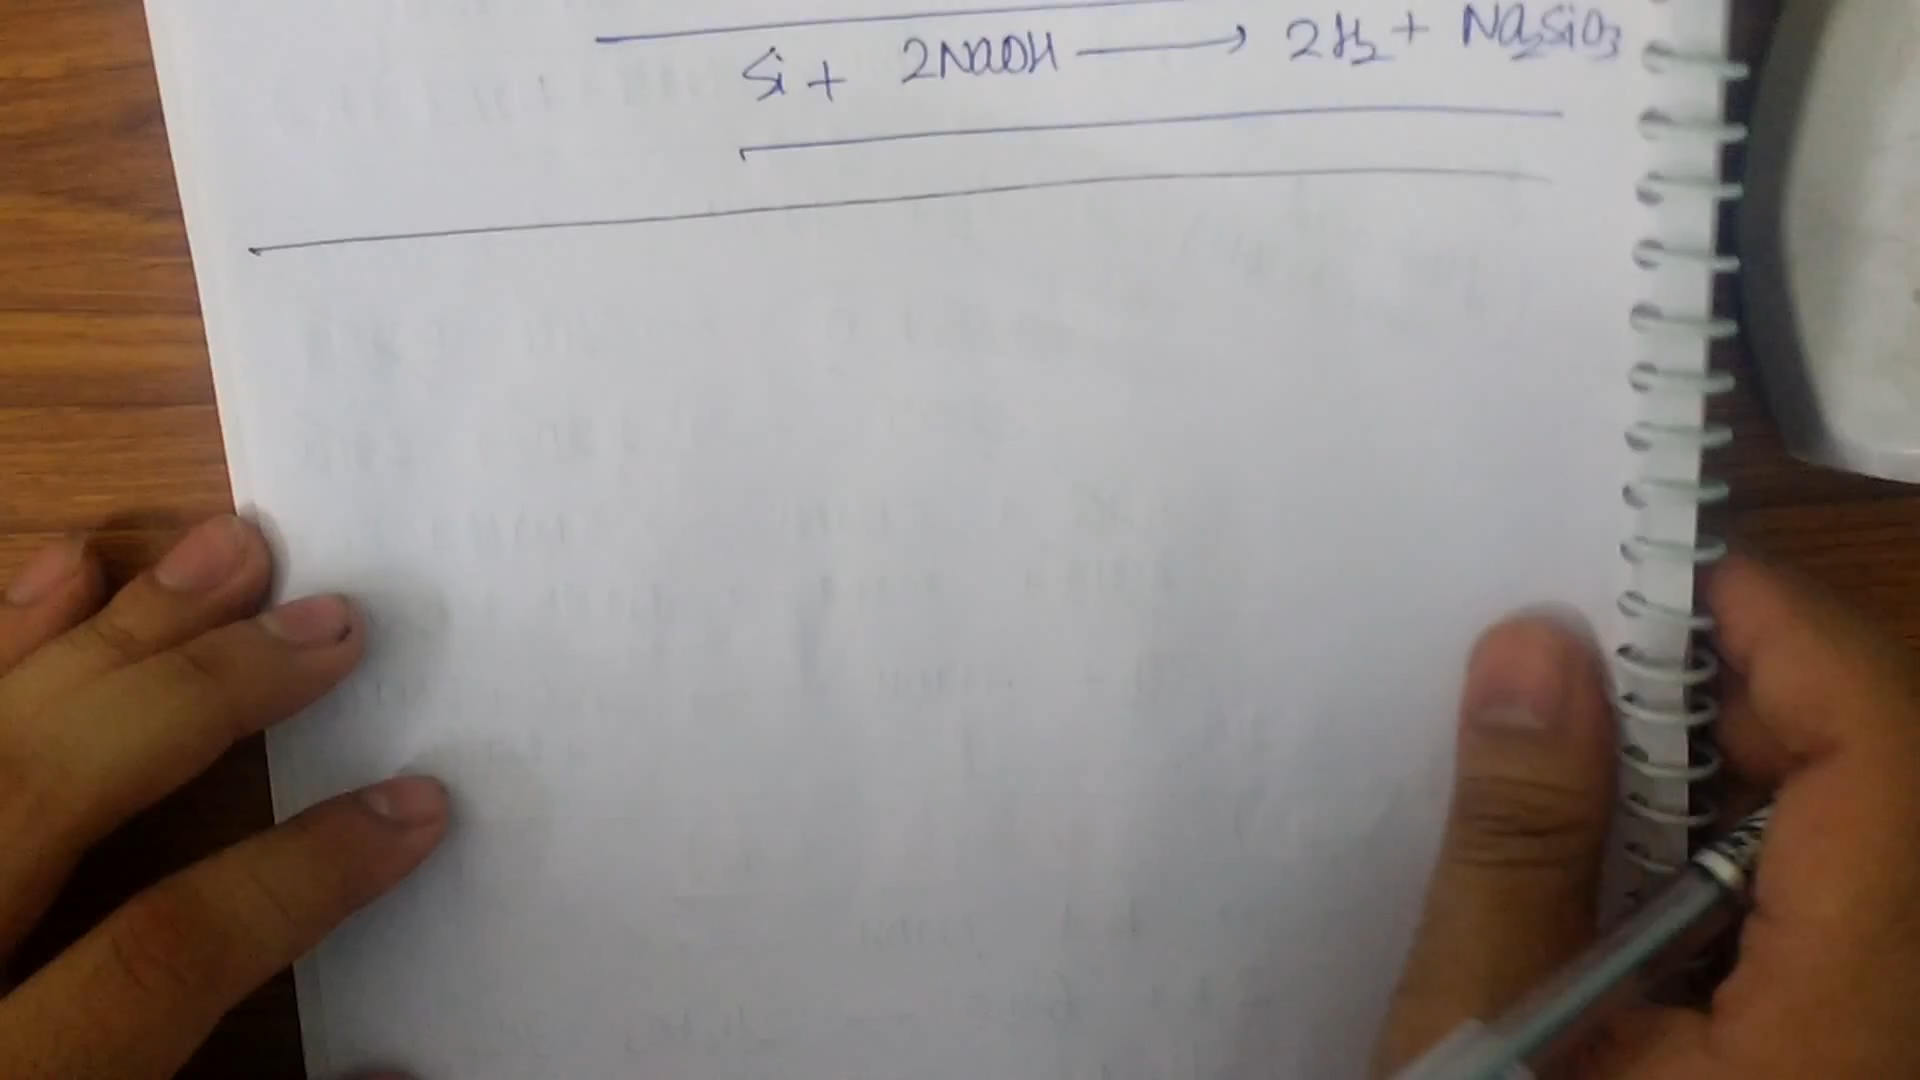 Si + 2NaOH ⟶ 2H₂ + Na₂SiO₃